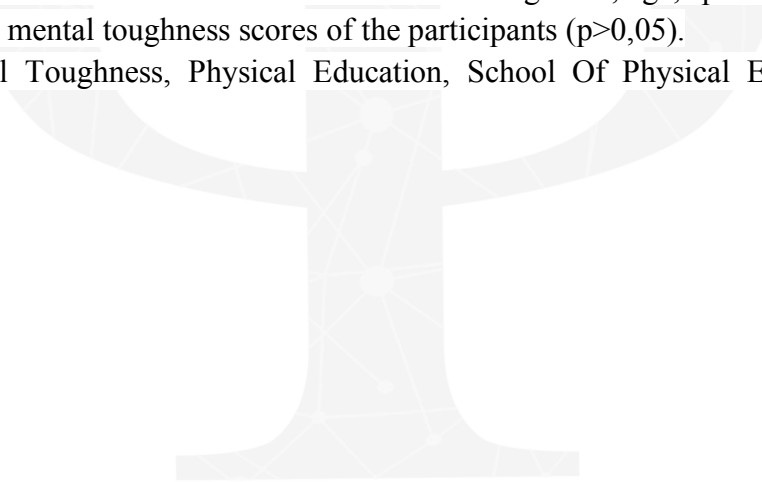 mental toughness scores of the participants (p>0,05).
l Toughness, Physical Education, School Of Physical E